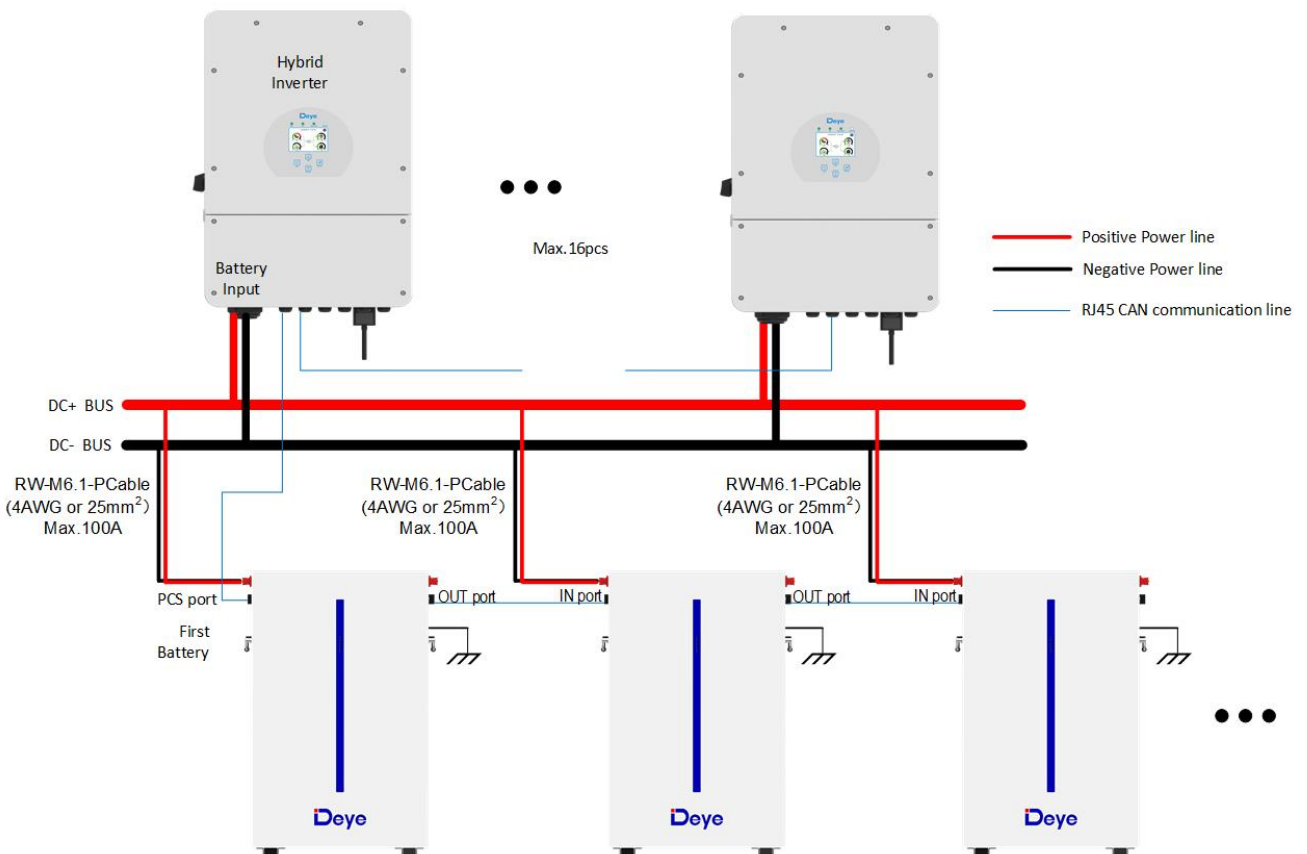 Hybrid
Inverter
Deye
Deye
Max.16pcs
Battery
Input
Positive Power line
Negative Power line
RJ45 CAN communication line
DC+ BUS
DC- BUS
RW-M6.1-PCable
(4AWG or 25mm²)
Max.100A
RW-M6.1-PCable
(4AWG or 25mm²)
Max.100A
RW-M6.1-PCable
(4AWG or 25mm²)
Max.100A
PCS port
OUT port
IN port
OUT port
IN port
First
Battery
Deye
Deye
Deye